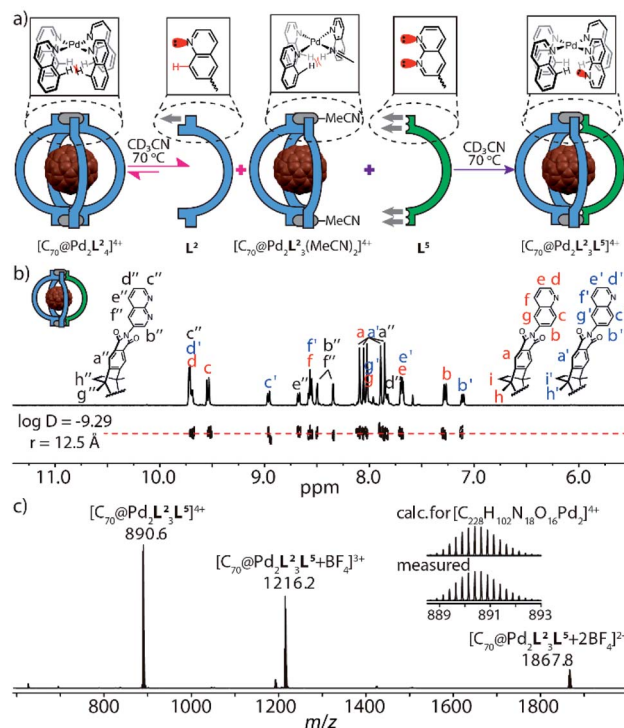 a)
Pd
H H
N
H
Pd
H H
N
N
Pd
H
H
N
MeCN
MeCN
CD₃CN
70 °C
+
+
CD₃CN
70 °C
[C₇₀@Pd₂L²₄]⁴⁺
L²
[C₇₀@Pd₂L²₃(MeCN)₂]⁴⁺
L⁵
[C₇₀@Pd₂L²₃L⁵]⁴⁺
b)
d'' c''
e''
f''
b''
a''
h''
g''
c''
d'
d
c
c'
e''
f'
f
b''
f''
a
a'
a''
g'
g
d''
e'
e
b
b'
e d
f
g
c
b
a
i
h
e' d'
f'
g'
c'
b'
a'
i'
h'
log D = -9.29
r = 12.5 Å
11.0 10.0 9.0 8.0 7.0 6.0
ppm
c)
[C₇₀@Pd₂L²₃L⁵]⁴⁺
890.6
[C₇₀@Pd₂L²₃L⁵+BF₄]³⁺
1216.2
calc.for [C₂₂₈H₁₀₂N₁₈O₁₆Pd₂]⁴⁺
measured
889 891 893
[C₇₀@Pd₂L²₃L⁵+2BF₄]²⁺
1867.8
800 1000 1200 1400 1600 1800
m/z